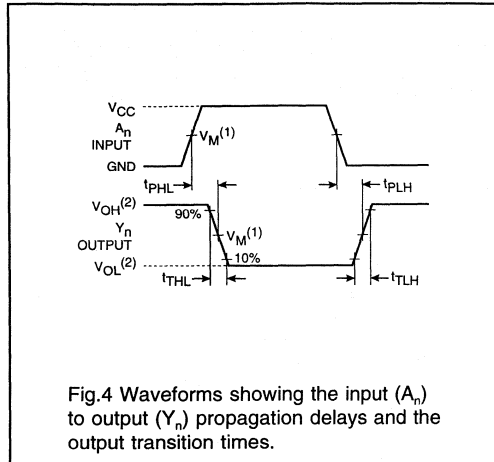 VCC
An
INPUT
VM(1)
GND
tPHL
tPLH
VOH(2)
90%
Yn
OUTPUT
VM(1)
VOL(2)
10%
tTHL
tTLH
Fig.4 Waveforms showing the input (An)
to output (Yn) propagation delays and the
output transition times.